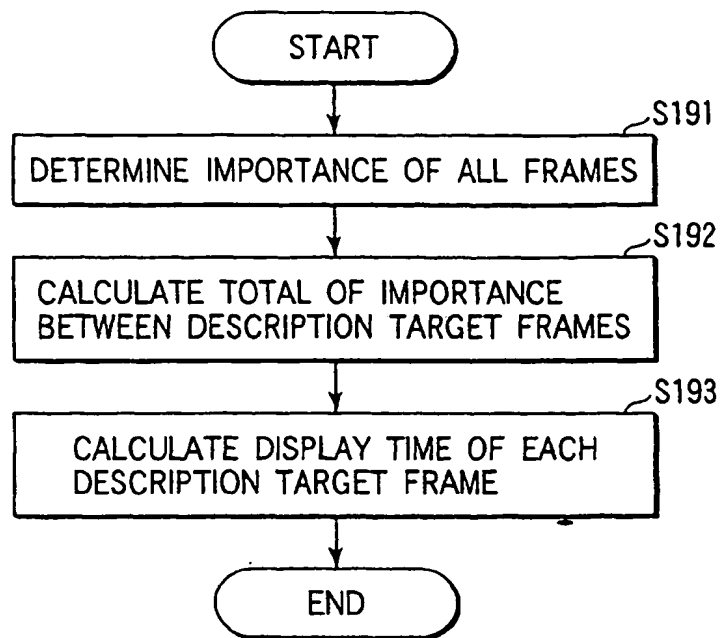 START
S191
DETERMINE IMPORTANCE OF ALL FRAMES
S192
CALCULATE TOTAL OF IMPORTANCE
BETWEEN DESCRIPTION TARGET FRAMES
S193
CALCULATE DISPLAY TIME OF EACH
DESCRIPTION TARGET FRAME
END